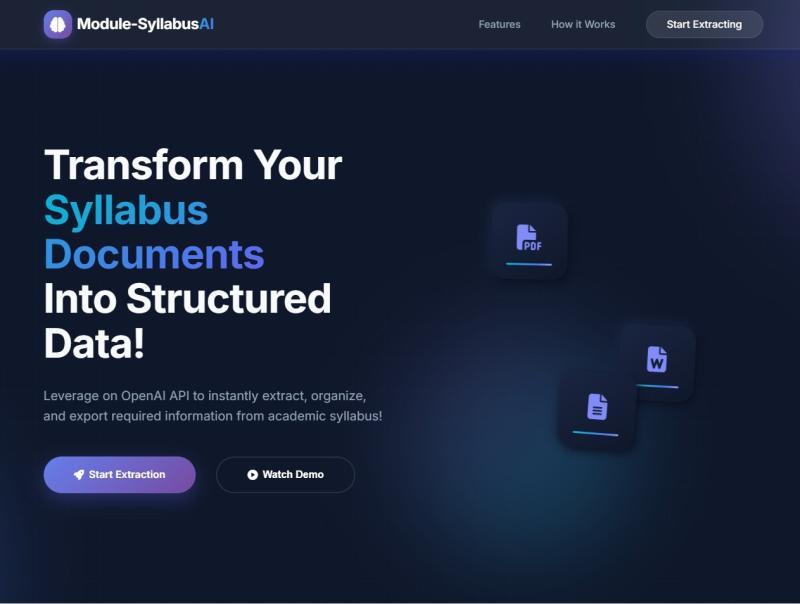 Module-SyllabusAI
Features
How it Works
Start Extracting
Transform Your
Syllabus
Documents
Into Structured
Data!
Leverage on OpenAI API to instantly extract, organize,
and export required information from academic syllabus!
Start Extraction
Watch Demo
PDF
W